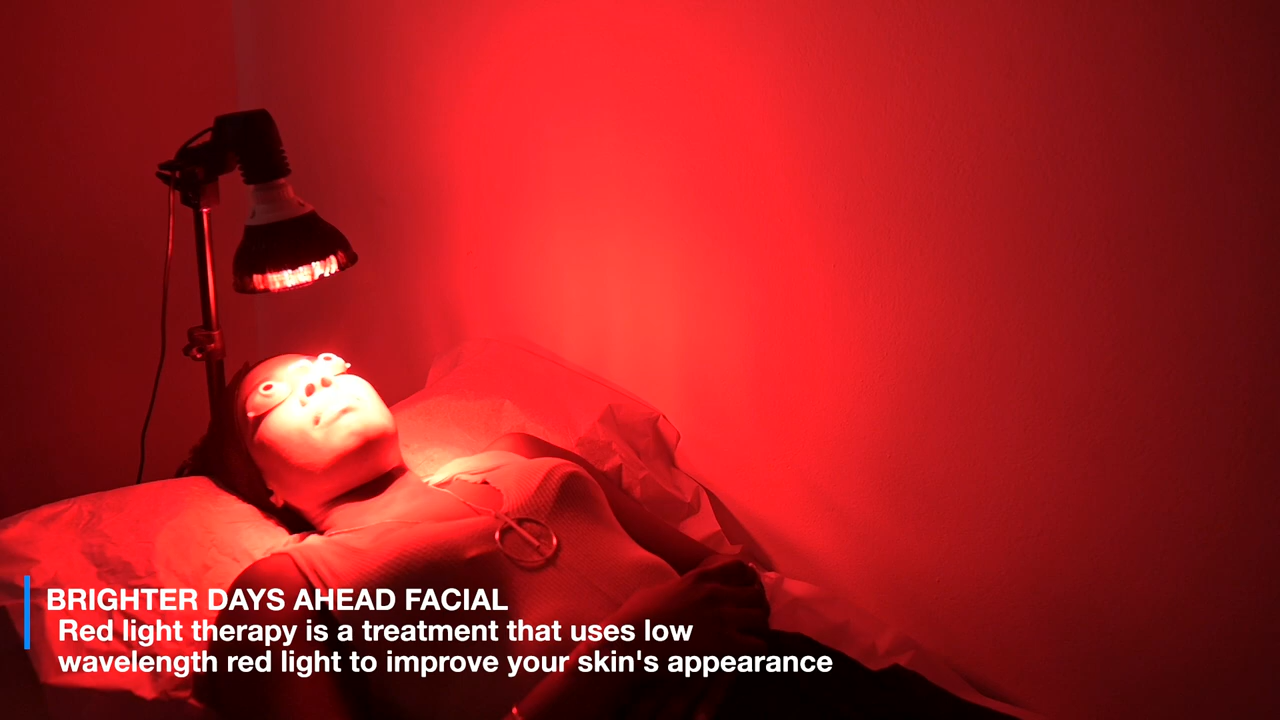 BRIGHTER DAYS AHEAD FACIAL
Red light therapy is a treatment that uses low
wavelength red light to improve your skin's appearance